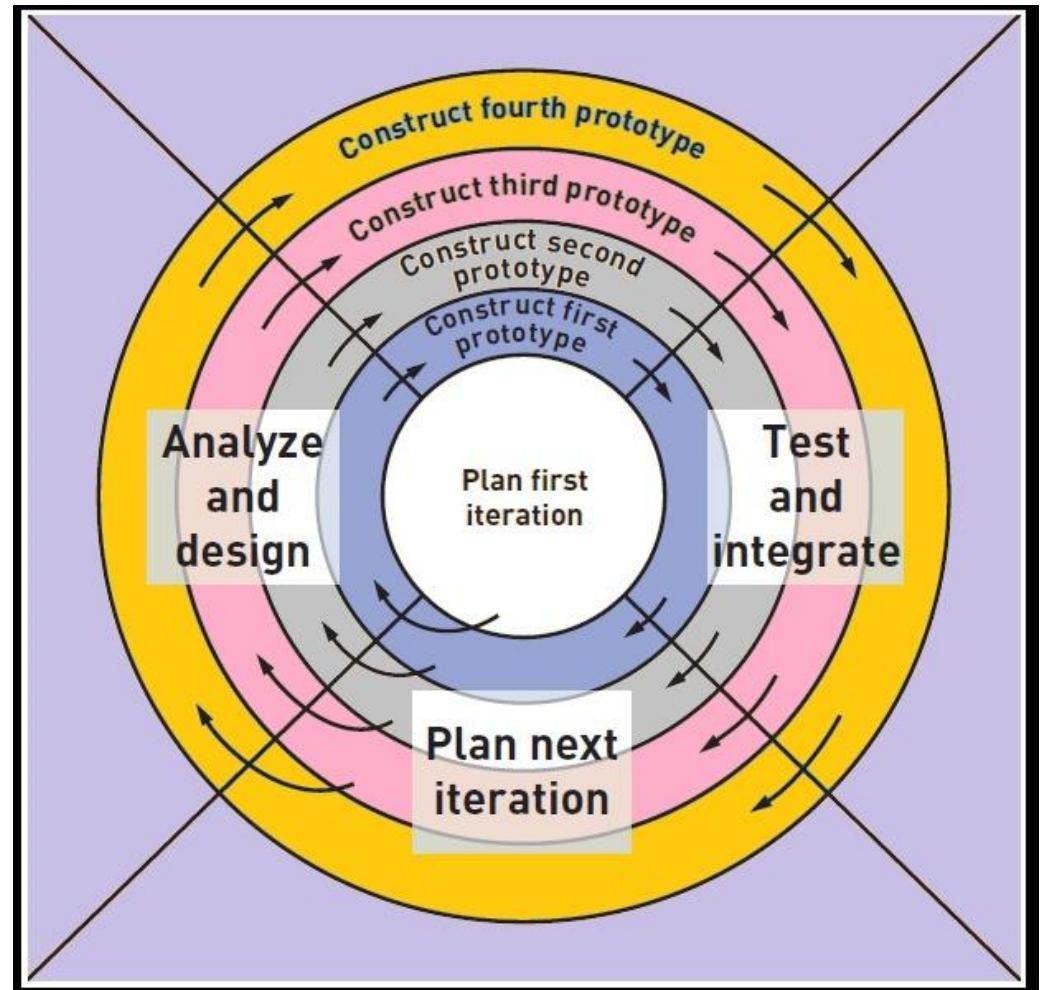 Construct fourth prototype
Construct third prototype
Construct second
prototype
Construct first
prototype
Analyze
and
design
Plan first
iteration
Test
and
integrate
Plan next
iteration